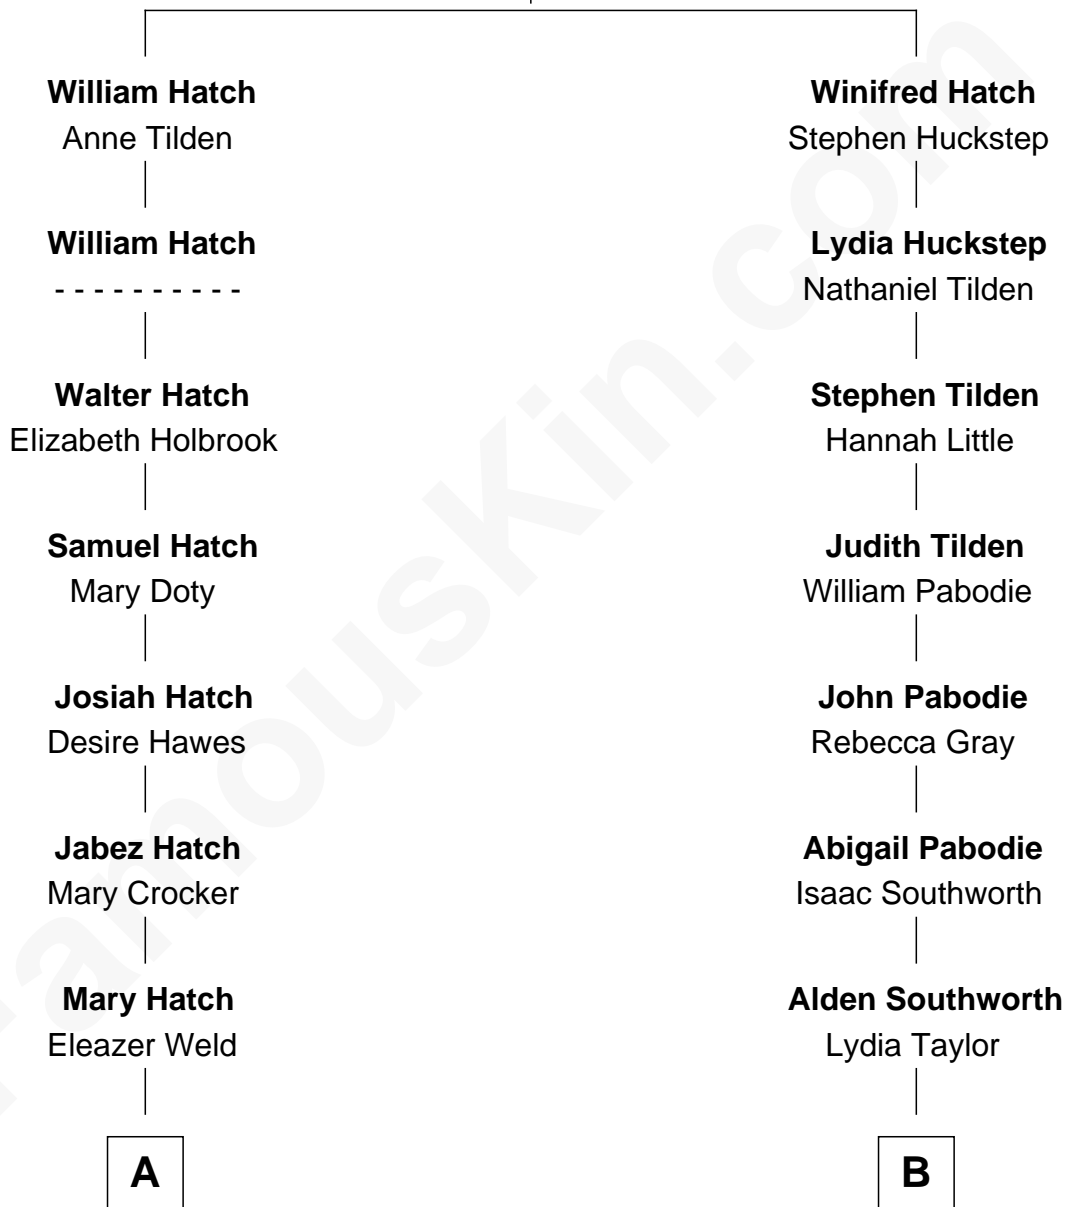 William Hatch
Anne Tilden
William Hatch
- - - - - - - - - -
Walter Hatch
Elizabeth Holbrook
Samuel Hatch
Mary Doty
Josiah Hatch
Desire Hawes
Jabez Hatch
Mary Crocker
Mary Hatch
Eleazer Weld
A
Winifred Hatch
Stephen Huckstep
Lydia Huckstep
Nathaniel Tilden
Stephen Tilden
Hannah Little
Judith Tilden
William Pabodie
John Pabodie
Rebecca Gray
Abigail Pabodie
Isaac Southworth
Alden Southworth
Lydia Taylor
B
FamousKin.com